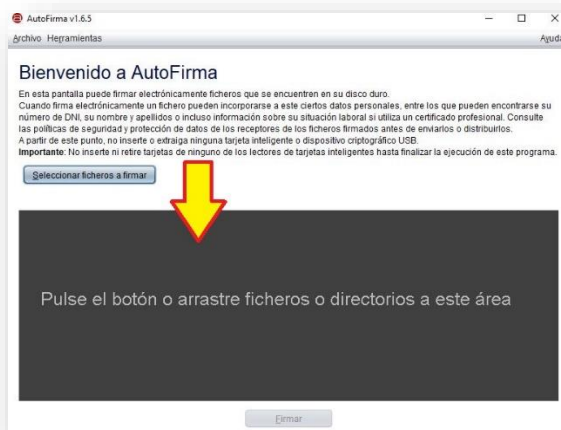 AutoFirma v1.6.5
Archivo Herramientas Ayuda
Bienvenido a AutoFirma
En esta pantalla puede firmar electrónicamente ficheros que se encuentren en su disco duro.
Cuando firma electrónicamente un fichero pueden incorporarse a este ciertos datos personales, entre los que pueden encontrarse su
número de DNI, su nombre y apellidos o incluso información sobre su situación laboral si utiliza un certificado profesional. Consulte
las políticas de seguridad y protección de datos de los receptores de los ficheros firmados antes de enviarlos o distribuirlos.
A partir de este punto, no inserte o extraiga ninguna tarjeta inteligente o dispositivo criptográfico USB.
Importante: No inserte ni retire tarjetas de ninguno de los lectores de tarjetas inteligentes hasta finalizar la ejecución de este programa.
Seleccionar ficheros a firmar
Pulse el botón o arrastre ficheros o directorios a este área
Firmar